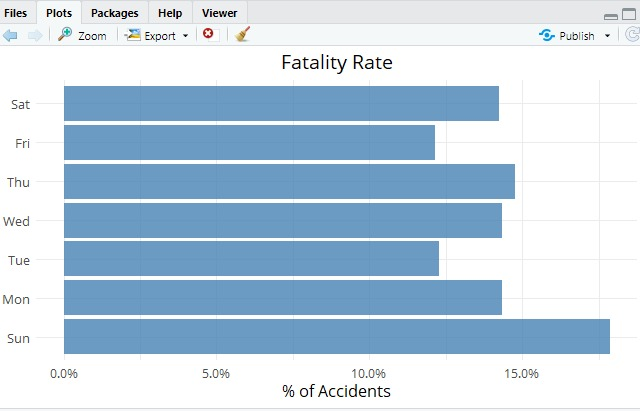 Files Plots Packages Help Viewer
Zoom Export Publish
Fatality Rate
Sat
Fri
Thu
Wed
Tue
Mon
Sun
0.0% 5.0% 10.0% 15.0%
% of Accidents